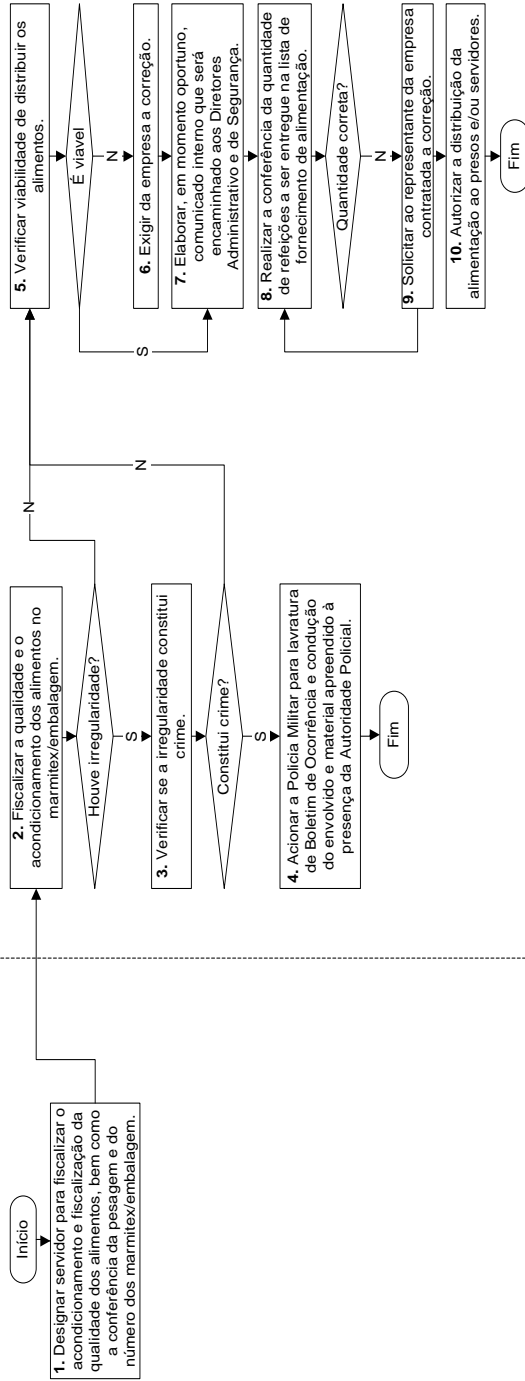 Início
1. Designar servidor para fiscalizar o
acondicionamento e fiscalização da
qualidade dos alimentos, bem como
a conferência da pesagem e do
número dos marmitex/embalagem.
2. Fiscalizar a qualidade e o
acondicionamento dos alimentos no
marmitex/embalagem.
Houve irregularidade?
N
S
3. Verificar se a irregularidade constitui
crime.
Constitui crime?
N
S
4. Acionar a Policia Militar para lavratura
de Boletim de Ocorrência e condução
do envolvido e material apreendido à
presença da Autoridade Policial.
Fim
5. Verificar viabilidade de distribuir os
alimentos.
É viavel
S
N
6. Exigir da empresa a correção.
7. Elaborar, em momento oportuno,
comunicado interno que será
encaminhado aos Diretores
Administrativo e de Segurança.
8. Realizar a conferência da quantidade
de refeições a ser entregue na lista de
fornecimento de alimentação.
Quantidade correta?
N
9. Solicitar ao representante da empresa
contratada a correção.
10. Autorizar a distribuição da
alimentação ao presos e/ou servidores.
Fim